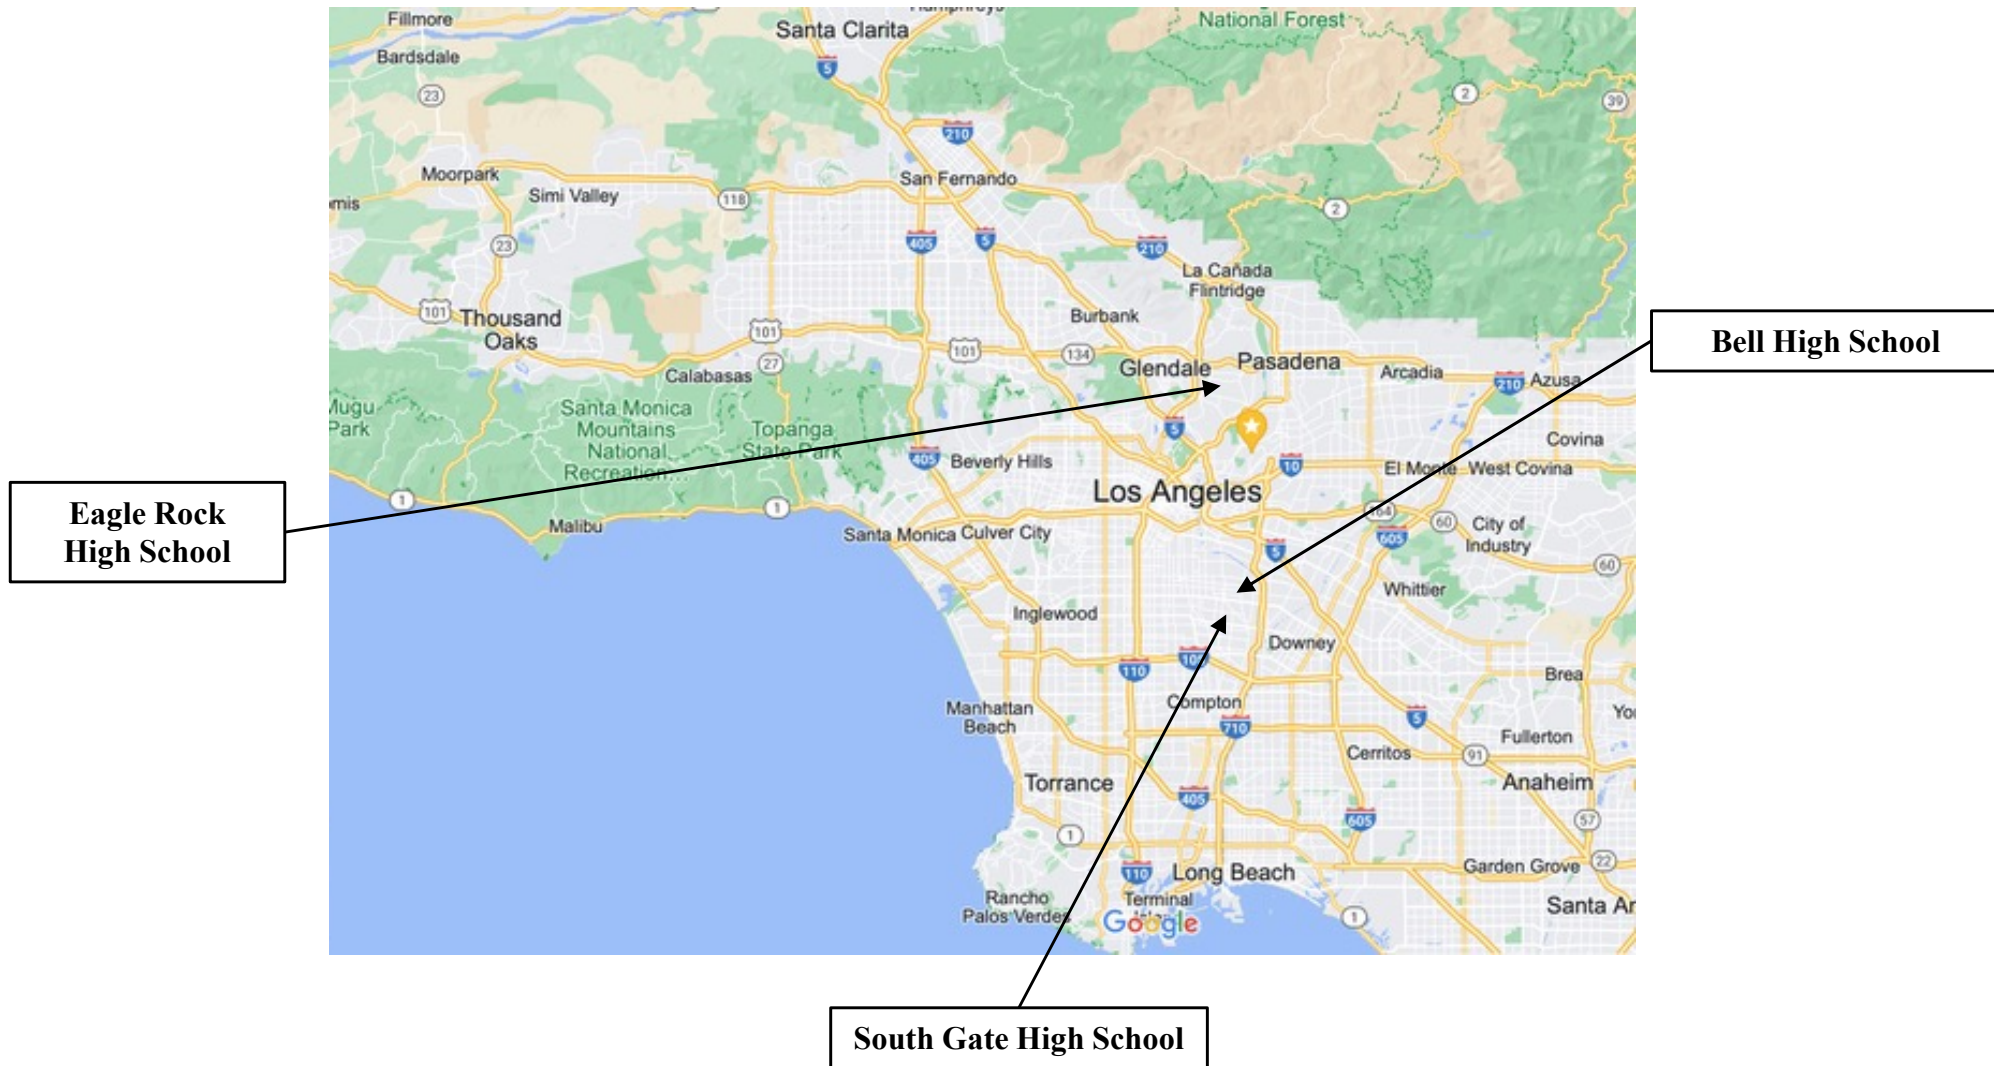 Fillmore
Santa Clarita
National Forest
Bardsdale
5
23
2
39
210
Moorpark
San Fernando
Simi Valley
118
2
23
405
5
210
La Cañada
Flintridge
101
Thousand
Oaks
Burbank
101
101
134
Glendale
Pasadena
27
Calabasas
Arcadia
210
Azusa
Bell High School
Mugu
Park
Santa Monica
Mountains
National
Recreation...
Topanga
State Park
5
Covina
405
Beverly Hills
10
El Monte
West Covina
Los Angeles
1
1
Malibu
164
60
City of
Industry
Eagle Rock
High School
Santa Monica
Culver City
605
5
60
Whittier
Inglewood
Downey
110
105
Brea
Compton
Manhattan
Beach
710
5
Fullerton
Cerritos
91
Torrance
Anaheim
405
605
57
1
110
Long Beach
Garden Grove
22
Rancho
Palos Verdes
Terminal
Google
1
Santa Ar
South Gate High School